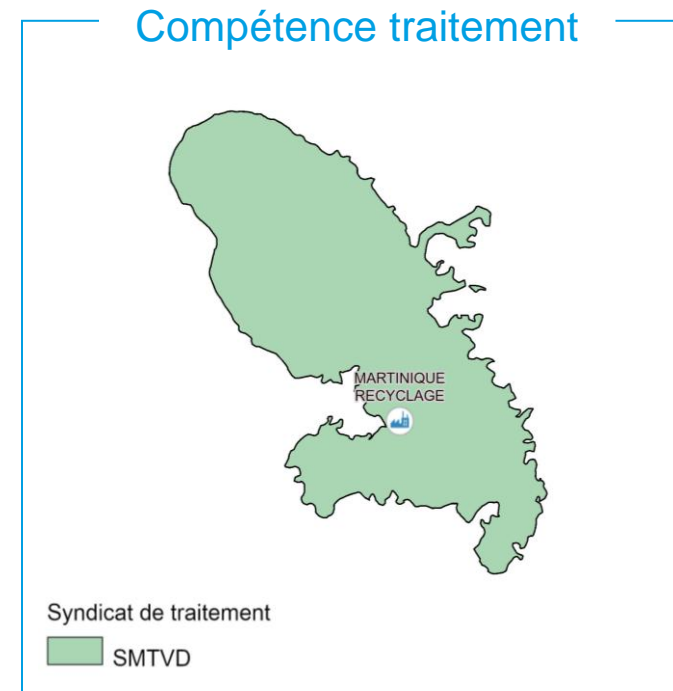 Compétence traitement
MARTINIQUE
RECYCLAGE
Syndicat de traitement
SMTVD